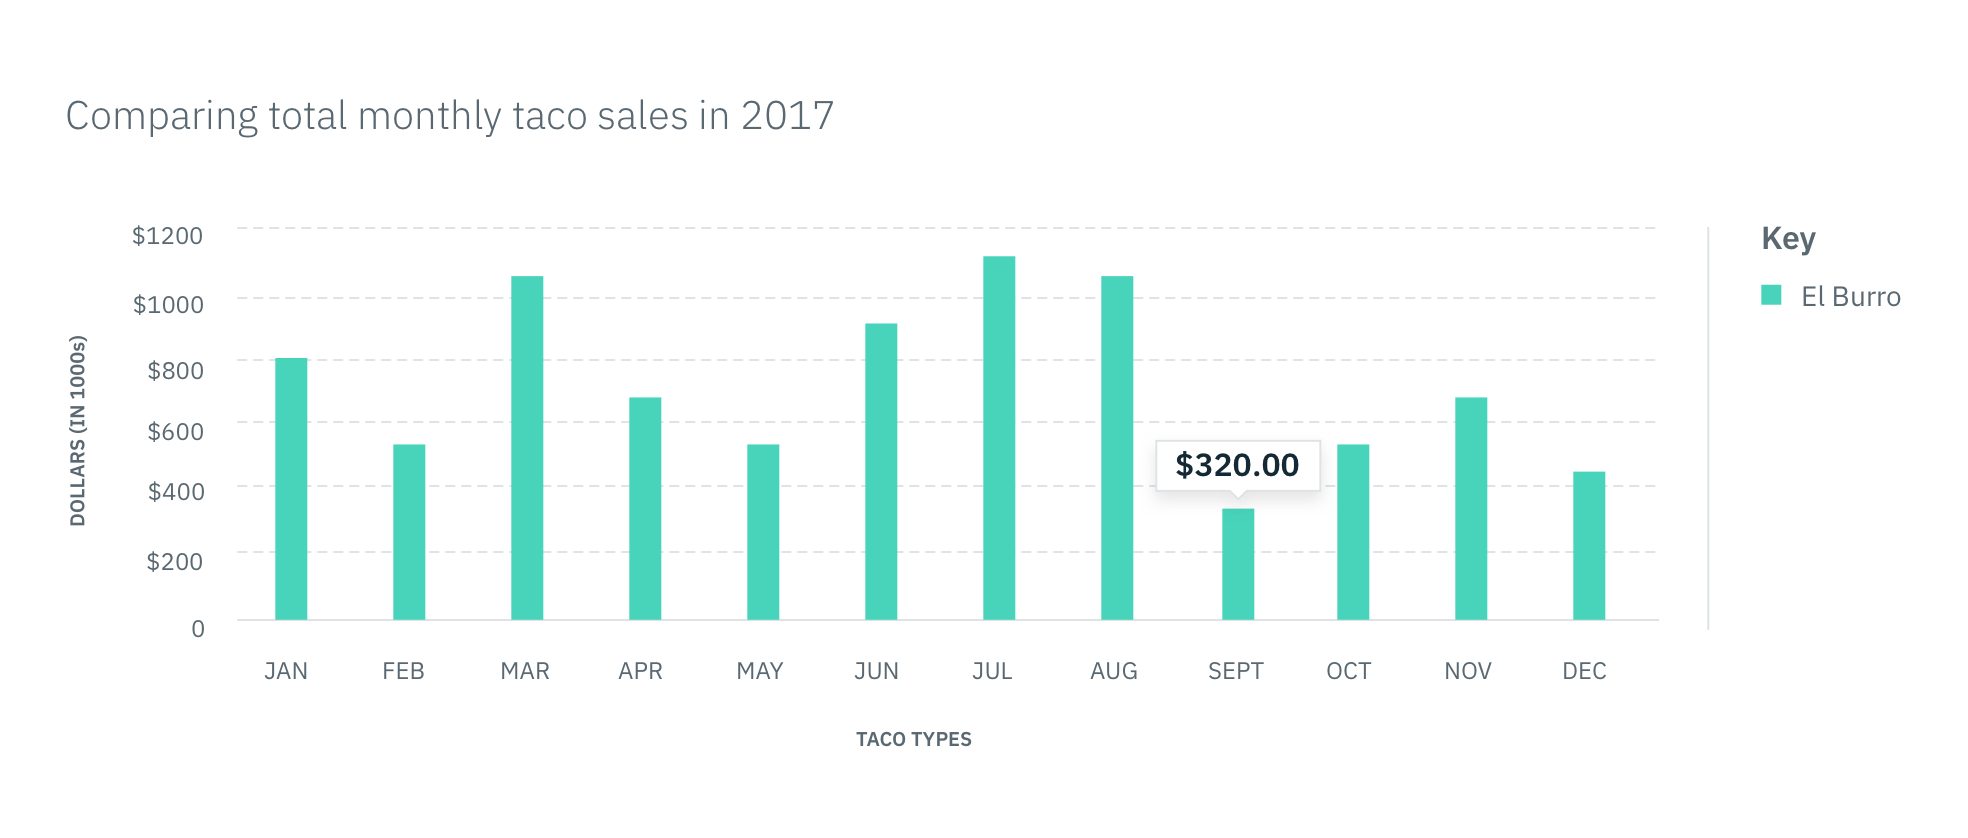 Comparing total monthly taco sales in 2017
DOLLARS (IN 1000s)
$1200
$1000
$800
$600
$400
$200
0
$320.00
JAN FEB MAR APR MAY JUN JUL AUG SEPT OCT NOV DEC
TACO TYPES
Key
El Burro